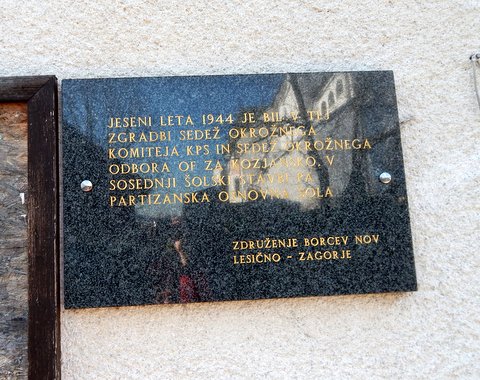 JESENI LETA 1944 JE BIL V TEJ
ZGRADBI SEDEŽ OKROŽNEGA
KOMITEJA KPS IN SEDEŽ OKROŽNEGA
ODBORA OF ZA KOZJANSKO, V
SOSEDNJI ŠOLSKI STAVBI PA
PARTIZANSKA OSNOVNA ŠOLA
ZDRUŽENJE BORCEV NOV
LESIČNO - ZAGORJE